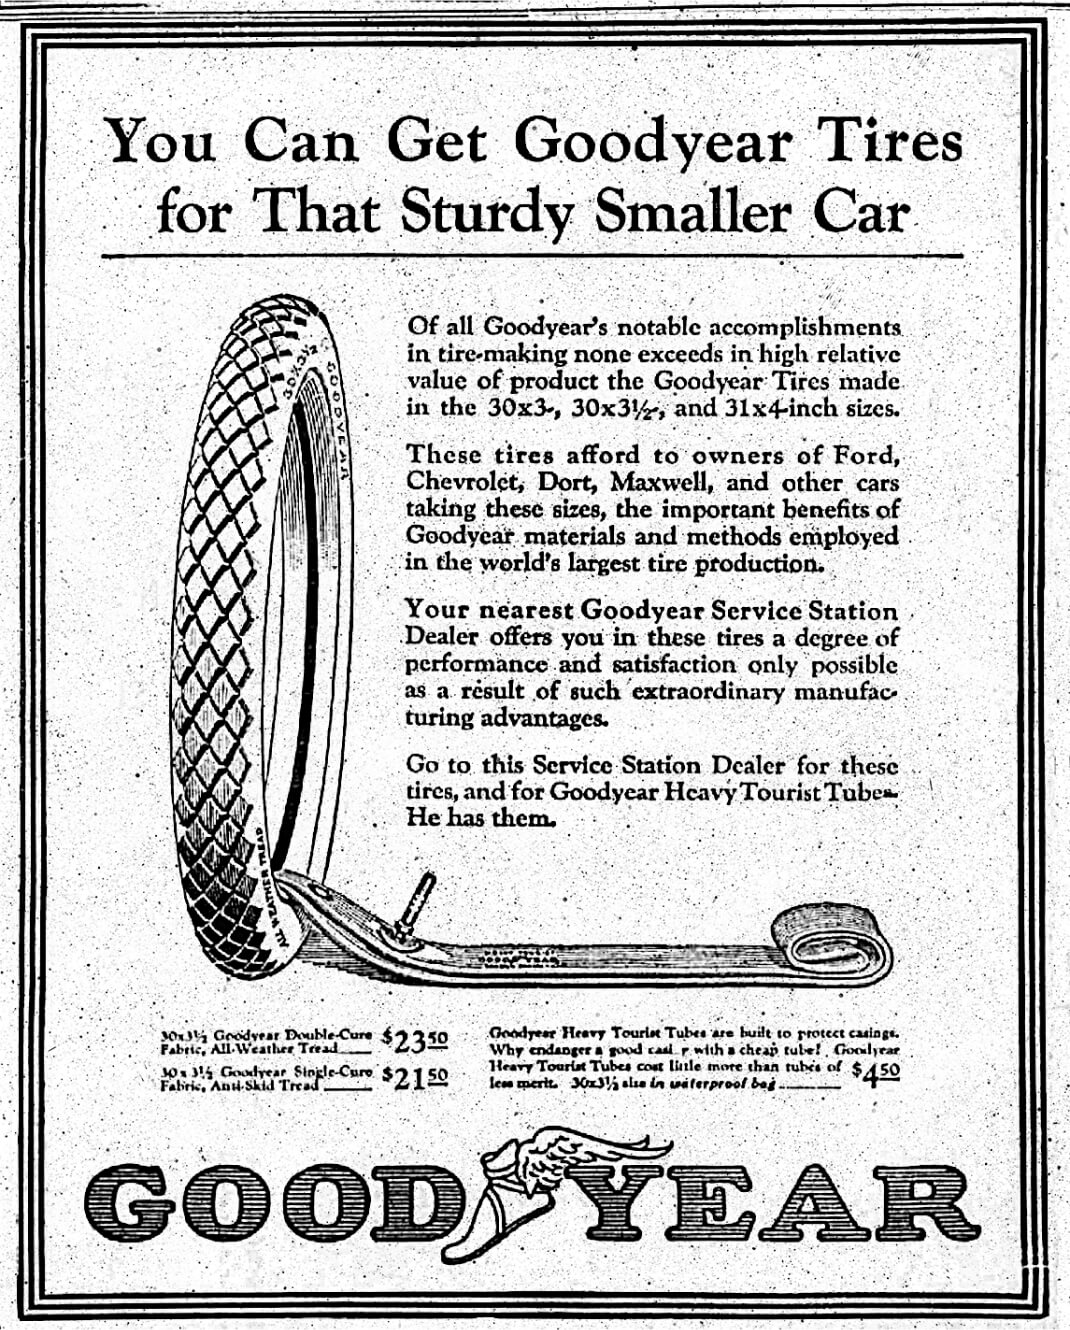 You Can Get Goodyear Tires
for That Sturdy Smaller Car
30X3½ GOODYEAR
ALL WEATHER TREAD
Of all Goodyear's notable accomplishments
in tire-making none exceeds in high relative
value of product the Goodyear Tires made
in the 30x3-, 30x3½-, and 31x4-inch sizes.
These tires afford to owners of Ford,
Chevrolet, Dort, Maxwell, and other cars
taking these sizes, the important benefits of
Goodyear materials and methods employed
in the world's largest tire production.
Your nearest Goodyear Service Station
Dealer offers you in these tires a degree of
performance and satisfaction only possible
as a result of such extraordinary manufac-
turing advantages.
Go to this Service Station Dealer for these
tires, and for Goodyear Heavy Tourist Tubes.
He has them.
HEAVY TOURIST
GOODYEAR
30x3½ Goodyear Double-Cure
Fabric, All-Weather Tread $23 50
30x3½ Goodyear Single-Cure
Fabric, Anti-Skid Tread $21 50
Goodyear Heavy Tourist Tubes are built to protect casings.
Why endanger a good casing with a cheap tube? Goodyear
Heavy Tourist Tubes cost little more than tubes of
less merit. 30x3½ size in waterproof bag $4 50
GOODYEAR